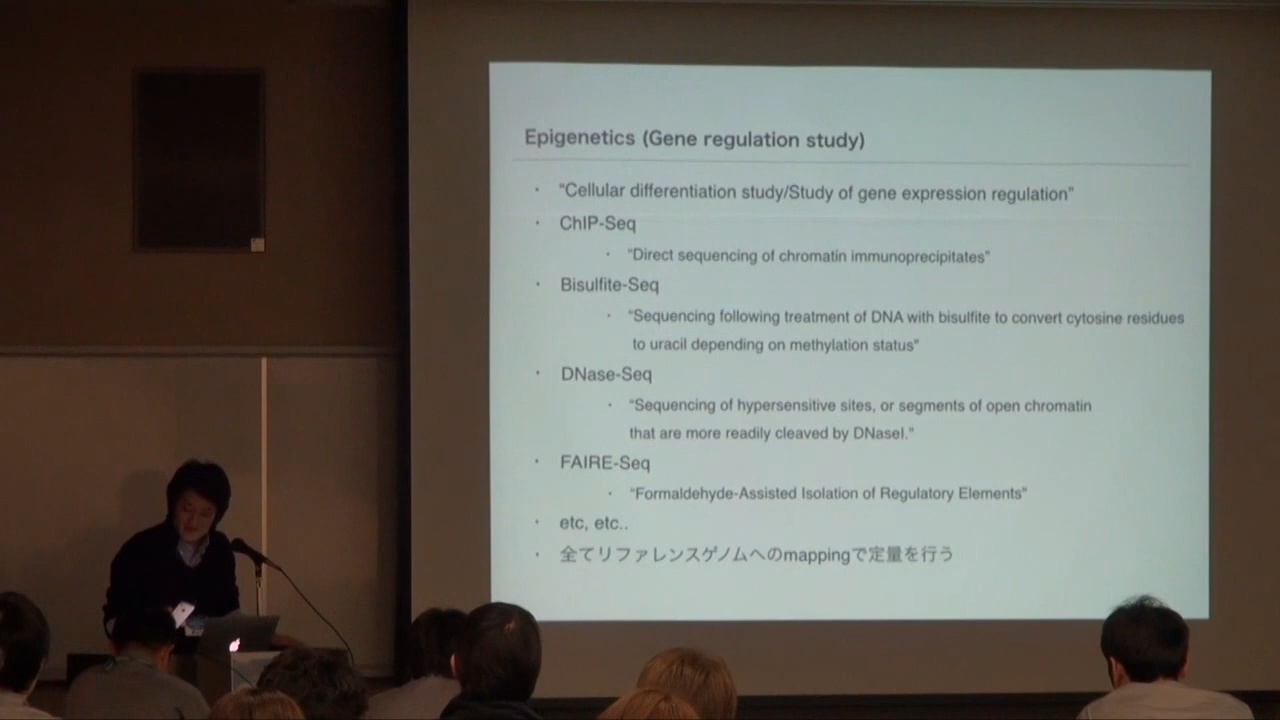 Epigenetics (Gene regulation study)
・ “Cellular differentiation study/Study of gene expression regulation”
・ ChIP-Seq
・ “Direct sequencing of chromatin immunoprecipitates”
・ Bisulfite-Seq
・ “Sequencing following treatment of DNA with bisulfite to convert cytosine residues
to uracil depending on methylation status”
・ DNase-Seq
・ “Sequencing of hypersensitive sites, or segments of open chromatin
that are more readily cleaved by DNaseI.”
・ FAIRE-Seq
・ “Formaldehyde-Assisted Isolation of Regulatory Elements”
・ etc, etc..
・ 全てリファレンスゲノムへのmappingで定量を行う